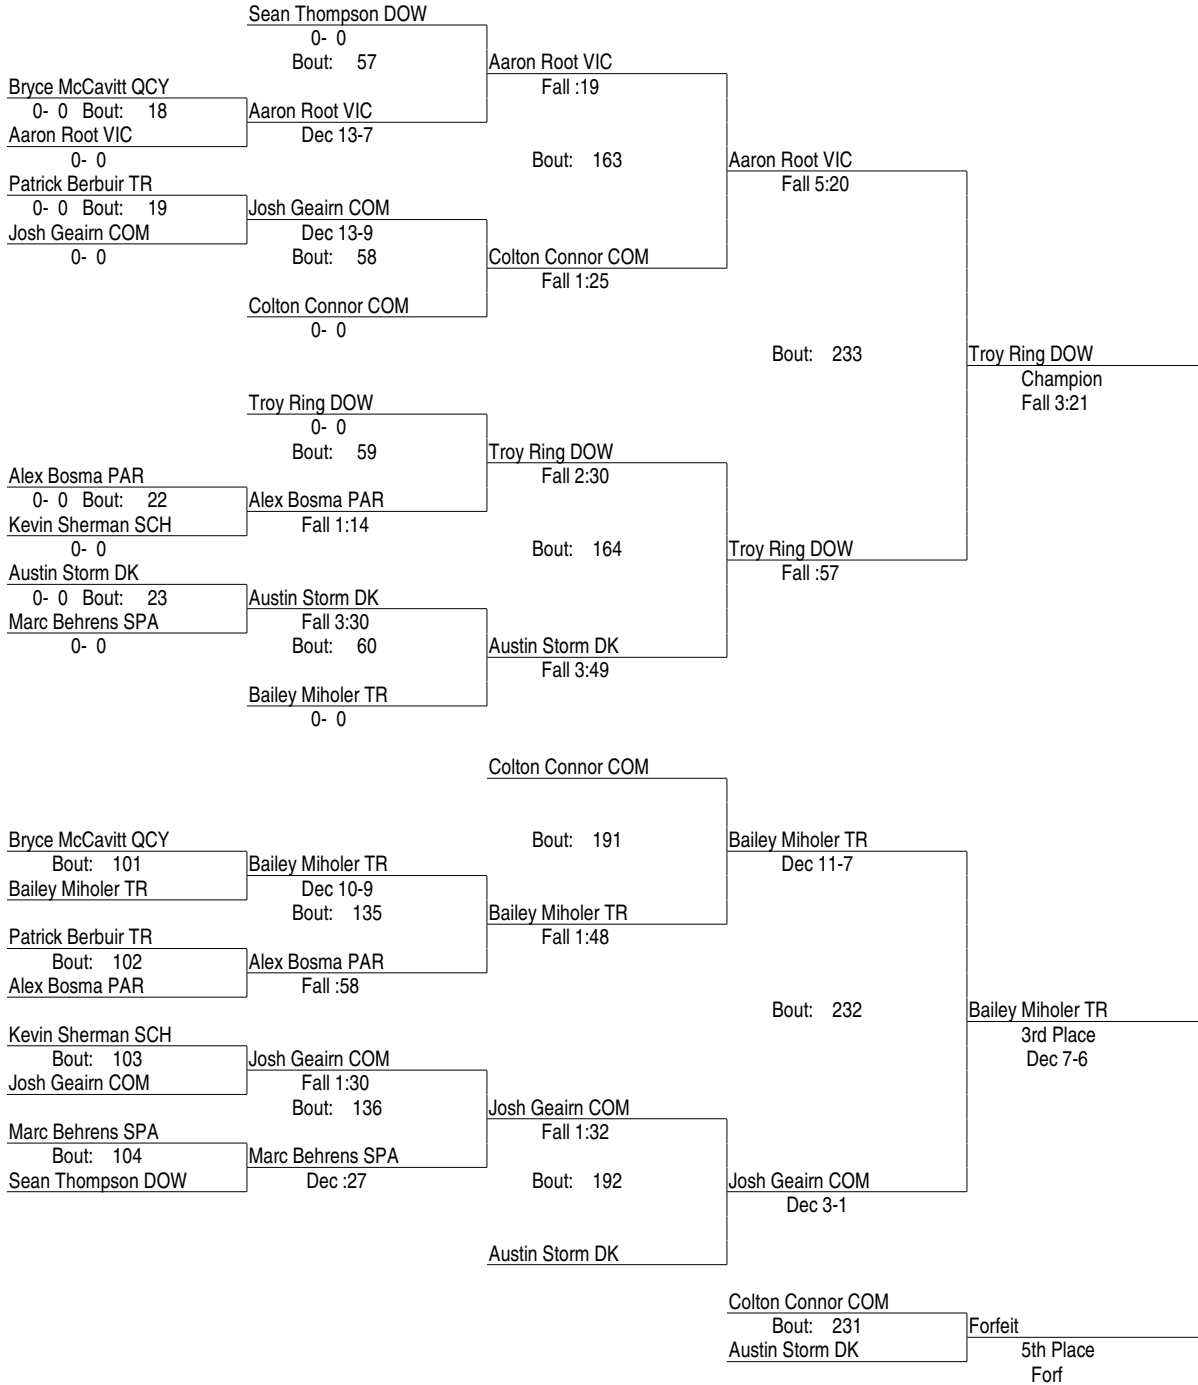 Sean Thompson DOW
0- 0
Bout: 57
Aaron Root VIC
Fall :19
Bryce McCavitt QCY
0- 0 Bout: 18
Aaron Root VIC
Dec 13-7
Aaron Root VIC
0- 0
Bout: 163
Aaron Root VIC
Fall 5:20
Patrick Berbuir TR
0- 0 Bout: 19
Josh Geairn COM
Dec 13-9
Josh Geairn COM
0- 0
Bout: 58
Colton Connor COM
Fall 1:25
Colton Connor COM
0- 0
Bout: 233
Troy Ring DOW
Champion
Fall 3:21
Troy Ring DOW
0- 0
Bout: 59
Troy Ring DOW
Fall 2:30
Alex Bosma PAR
0- 0 Bout: 22
Alex Bosma PAR
Fall 1:14
Kevin Sherman SCH
0- 0
Bout: 164
Troy Ring DOW
Fall :57
Austin Storm DK
0- 0 Bout: 23
Austin Storm DK
Fall 3:30
Marc Behrens SPA
0- 0
Bout: 60
Austin Storm DK
Fall 3:49
Bailey Miholer TR
0- 0
Colton Connor COM
Bout: 191
Bailey Miholer TR
Dec 11-7
Bryce McCavitt QCY
Bout: 101
Bailey Miholer TR
Bailey Miholer TR
Dec 10-9
Bout: 135
Bailey Miholer TR
Fall 1:48
Patrick Berbuir TR
Bout: 102
Alex Bosma PAR
Alex Bosma PAR
Fall :58
Bout: 232
Bailey Miholer TR
3rd Place
Dec 7-6
Kevin Sherman SCH
Bout: 103
Josh Geairn COM
Josh Geairn COM
Fall 1:30
Bout: 136
Josh Geairn COM
Fall 1:32
Marc Behrens SPA
Bout: 104
Sean Thompson DOW
Marc Behrens SPA
Dec :27
Bout: 192
Josh Geairn COM
Dec 3-1
Austin Storm DK
Colton Connor COM
Bout: 231
Austin Storm DK
Forfeit
5th Place
Forf